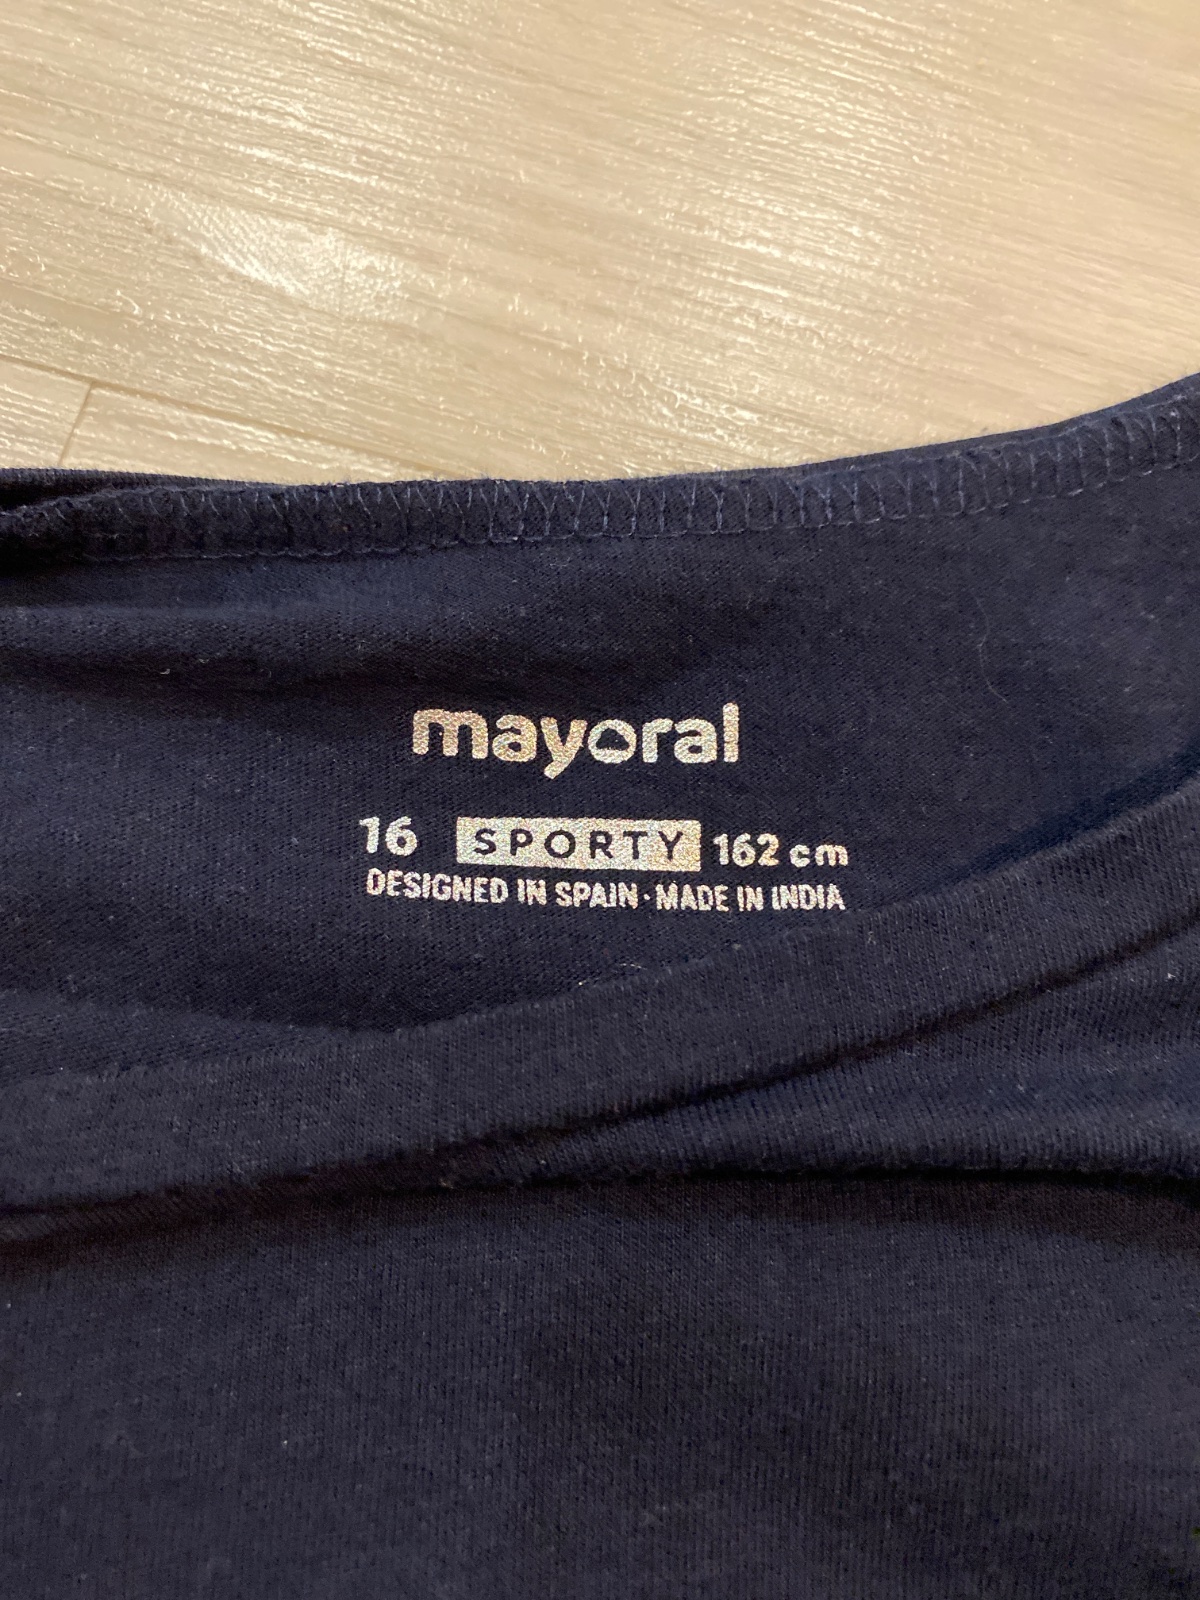 mayoral
16 SPORTY 162 cm
DESIGNED IN SPAIN · MADE IN INDIA